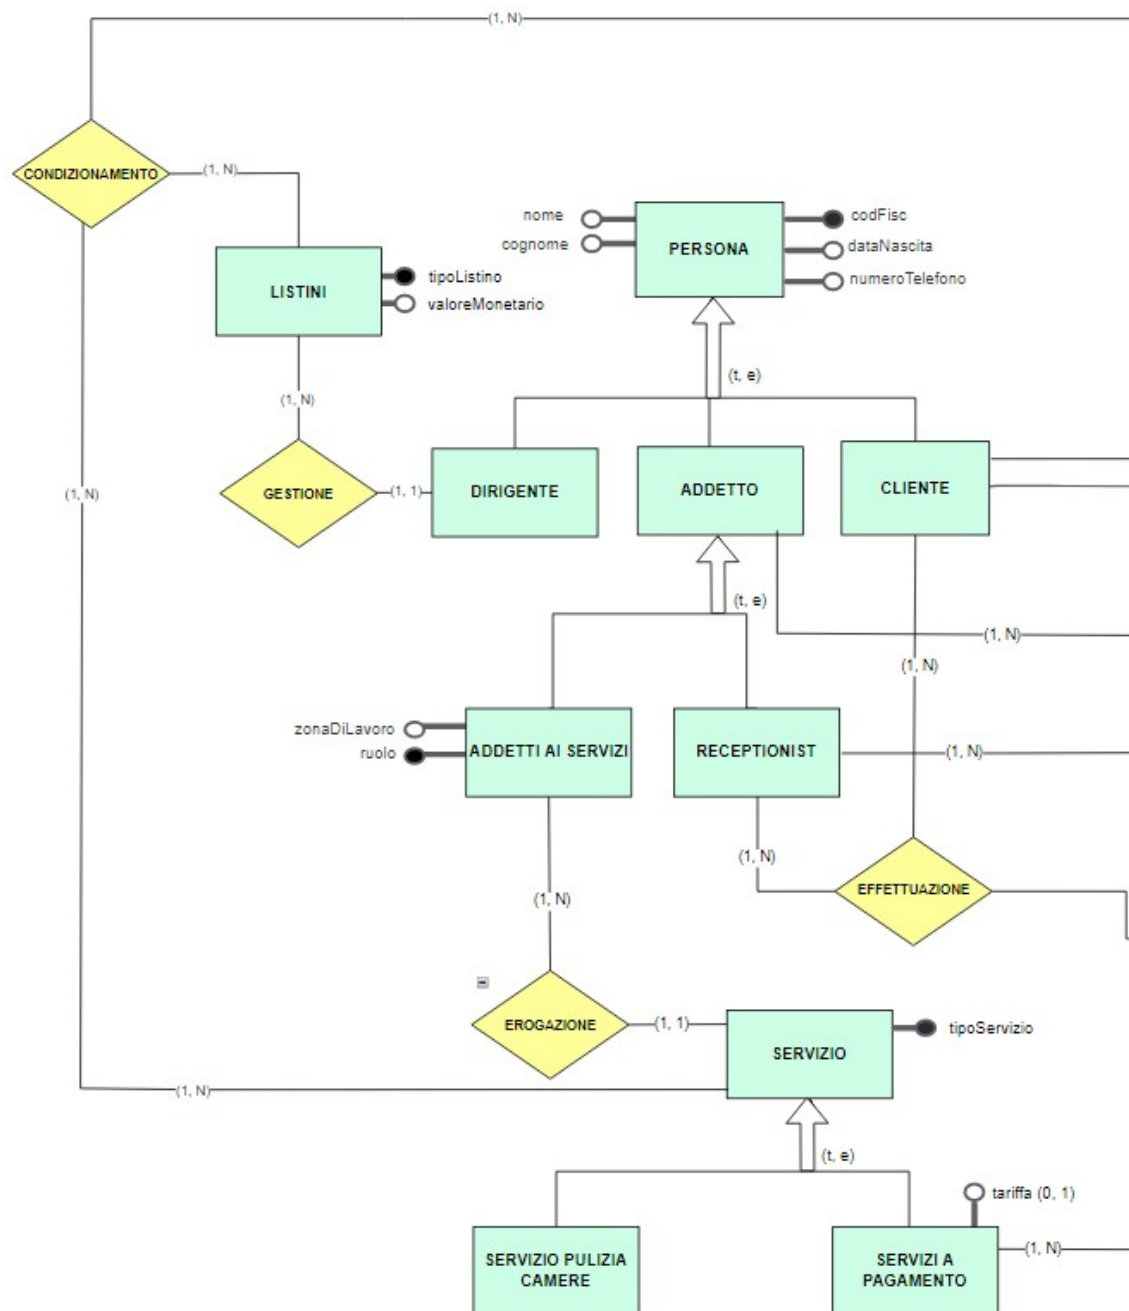 (1, N)
CONDIZIONAMENTO
(1, N)
nome
cognome
PERSONA
codFisc
dataNascita
numeroTelefono
LISTINI
tipoListino
valoreMonetario
(t, e)
(1, N)
(1, N)
GESTIONE
(1, 1)
DIRIGENTE
ADDETTO
CLIENTE
(t, e)
(1, N)
(1, N)
zonaDiLavoro
ruolo
ADDETTI AI SERVIZI
RECEPTIONIST
(1, N)
(1, N)
(1, N)
EFFETTUAZIONE
EROGAZIONE
(1, 1)
SERVIZIO
tipoServizio
(1, N)
(t, e)
tariffa (0, 1)
SERVIZIO PULIZIA
CAMERE
SERVIZI A
PAGAMENTO
(1, N)